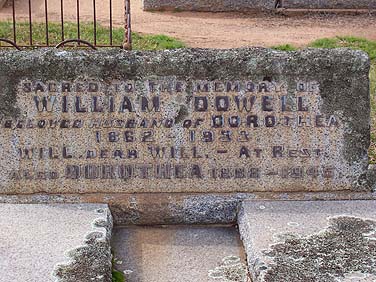 SACRED TO THE MEMORY OF
WILLIAM DOWELL
BELOVED HUSBAND OF DOROTHEA
1862
WILL, DEAR WILL, – AT REST
ALSO DOROTHEA 1868 – 1945